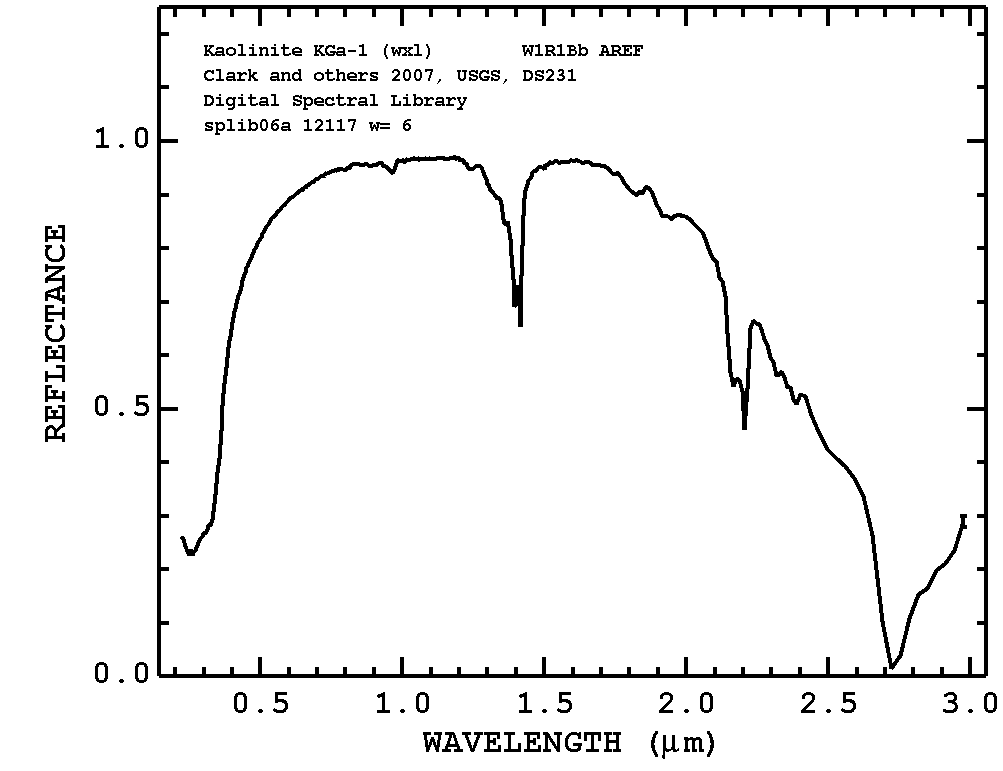 Kaolinite KGa-1 (wxl) W1R1Bb AREF
Clark and others 2007, USGS, DS231
Digital Spectral Library
splib06a 12117 w= 6
1.0
0.5
0.0
REFLECTANCE
0.5 1.0 1.5 2.0 2.5 3.0
WAVELENGTH (μm)